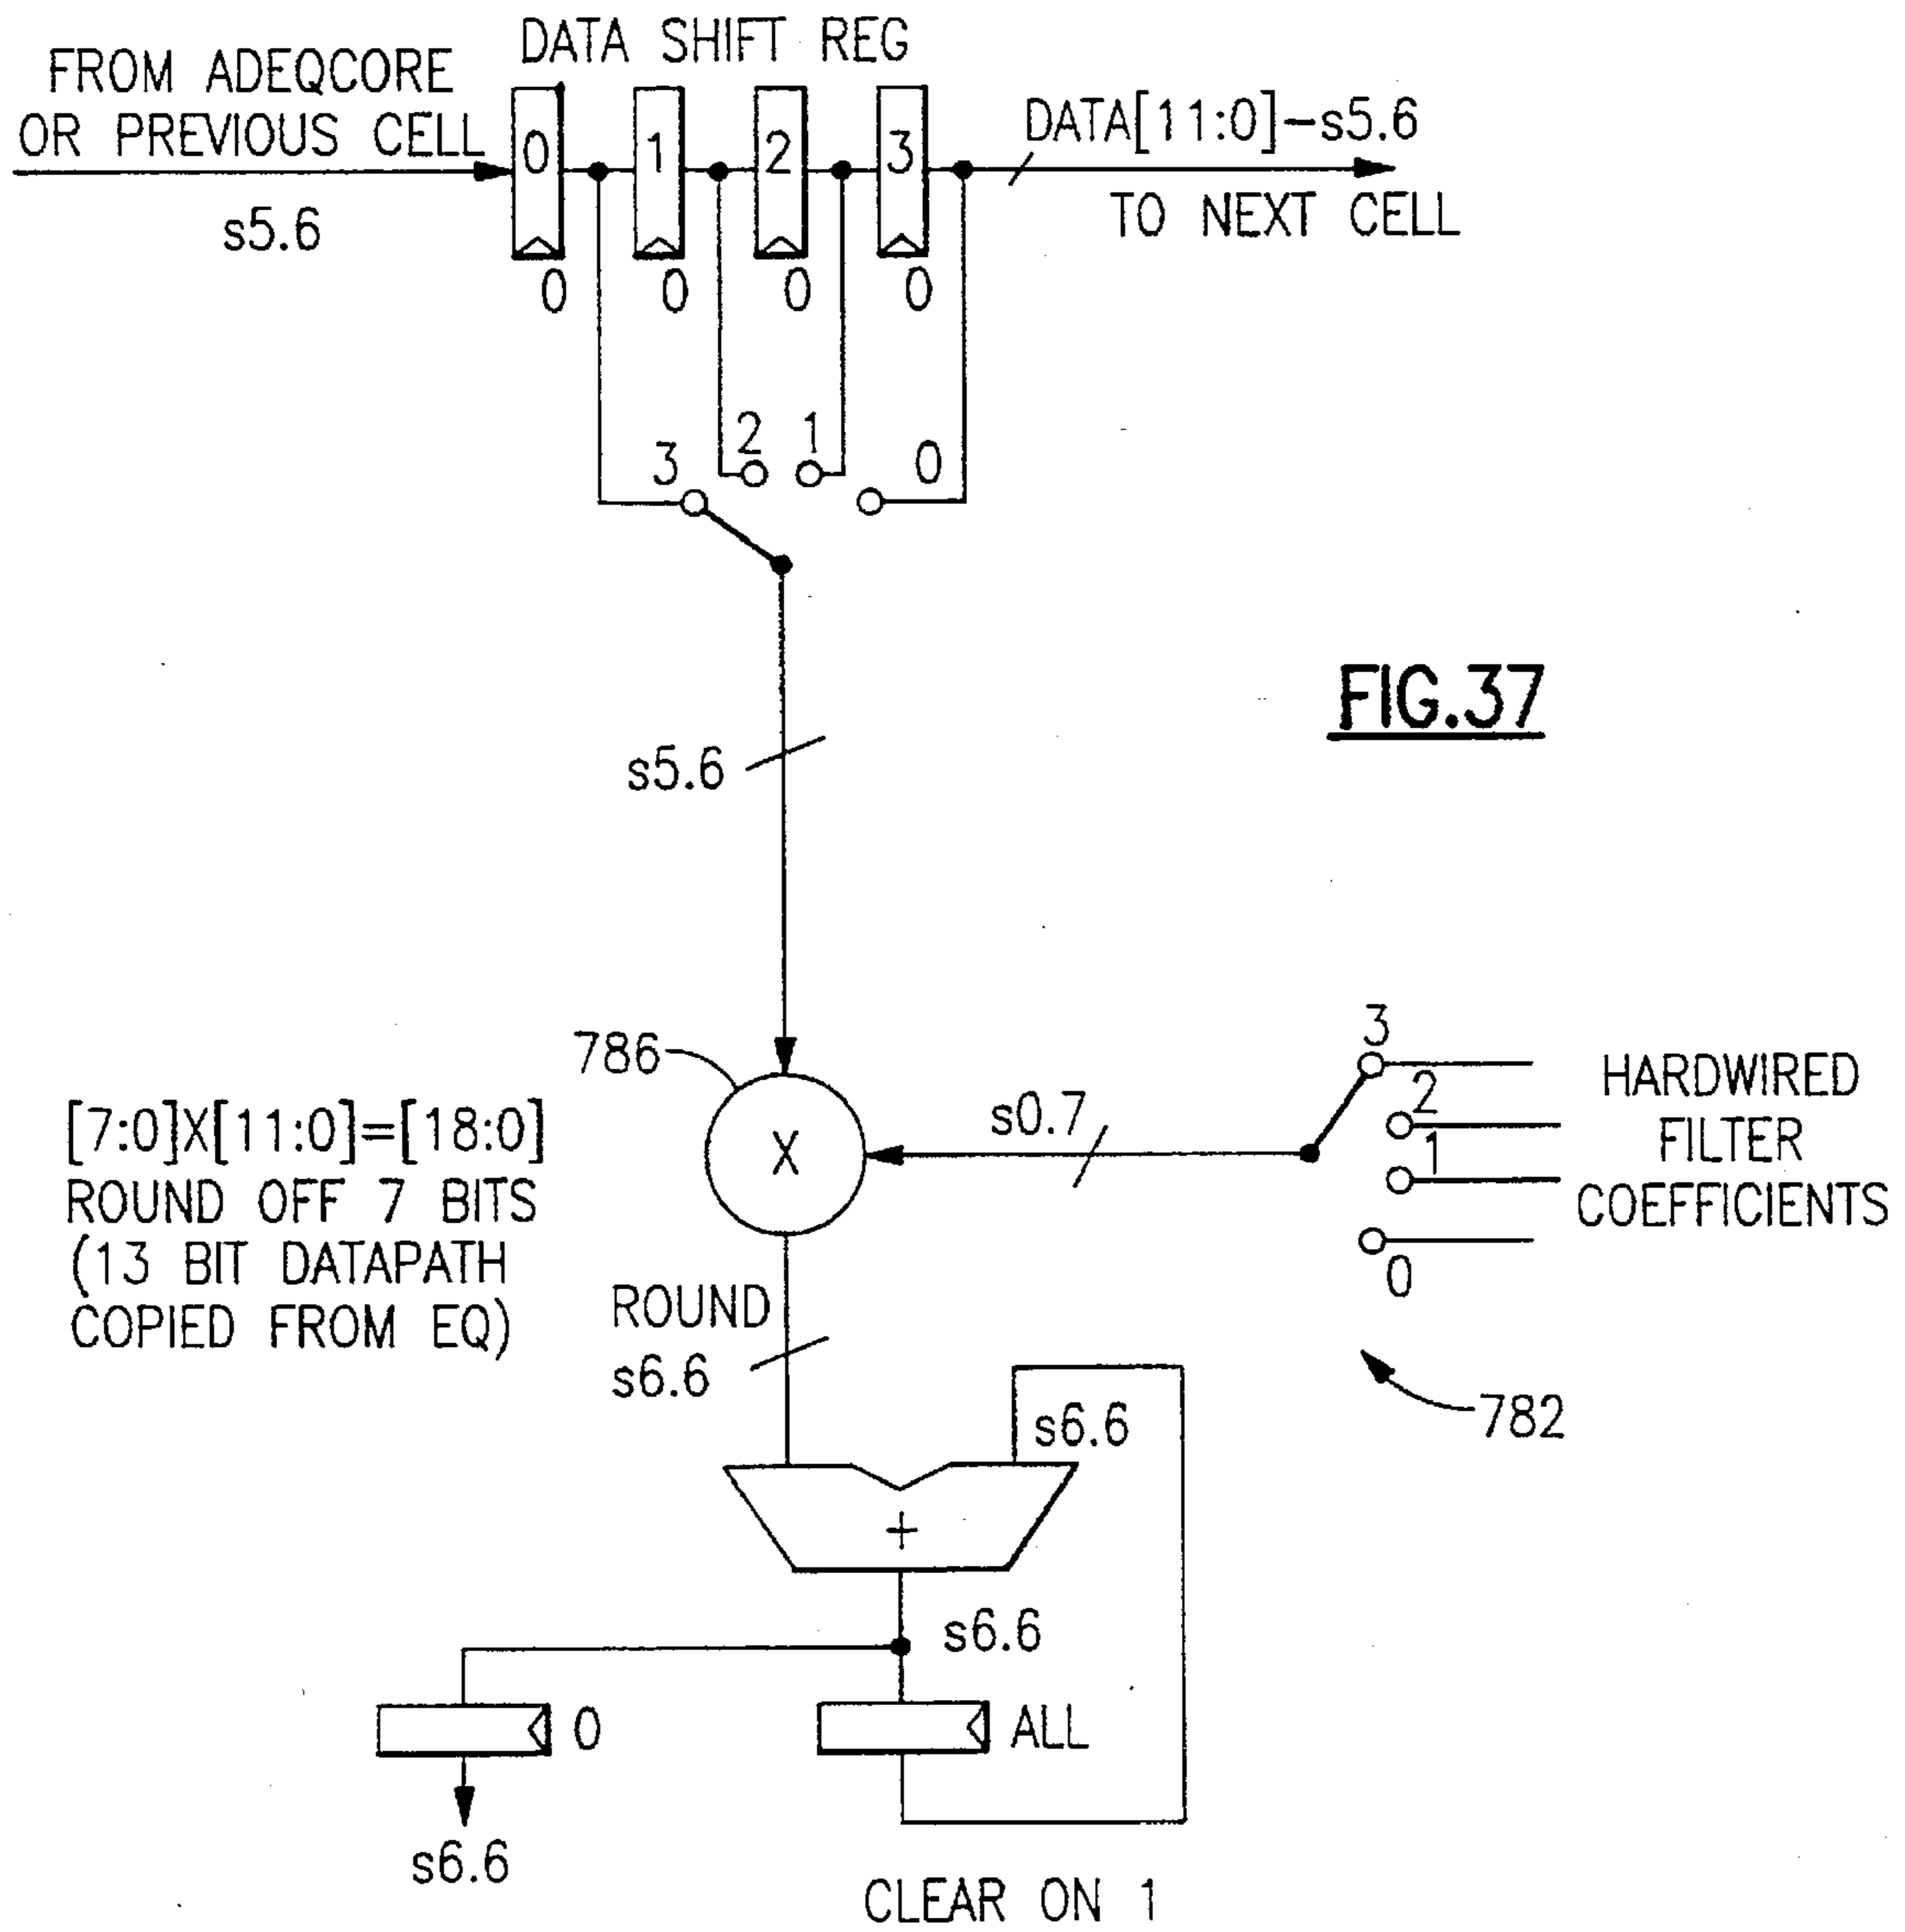 DATA SHIFT REG
FROM ADEQCORE
OR PREVIOUS CELL
s5.6
0
1
2
3
DATA[11:0]-s5.6
TO NEXT CELL
0
0
0
0
3
2
1
0
s5.6
FIG.37
786
X
s0.7
3
2
1
0
HARDWIRED
FILTER
COEFFICIENTS
782
[7:0]X[11:0]=[18:0]
ROUND OFF 7 BITS
(13 BIT DATAPATH
COPIED FROM EQ)
ROUND
s6.6
s6.6
+
s6.6
0
ALL
s6.6
CLEAR ON 1